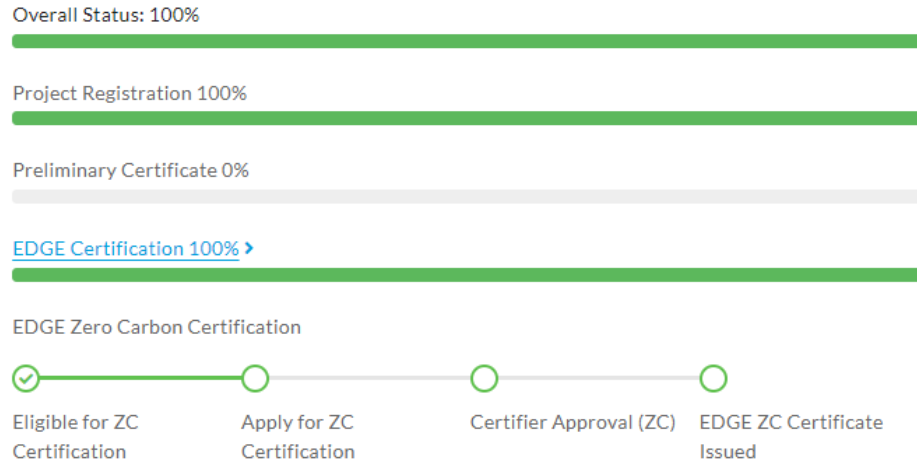 Overall Status: 100%
Project Registration 100%
Preliminary Certificate 0%
EDGE Certification 100%
EDGE Zero Carbon Certification
Eligible for ZC
Certification
Apply for ZC
Certification
Certifier Approval (ZC)
EDGE ZC Certificate
Issued